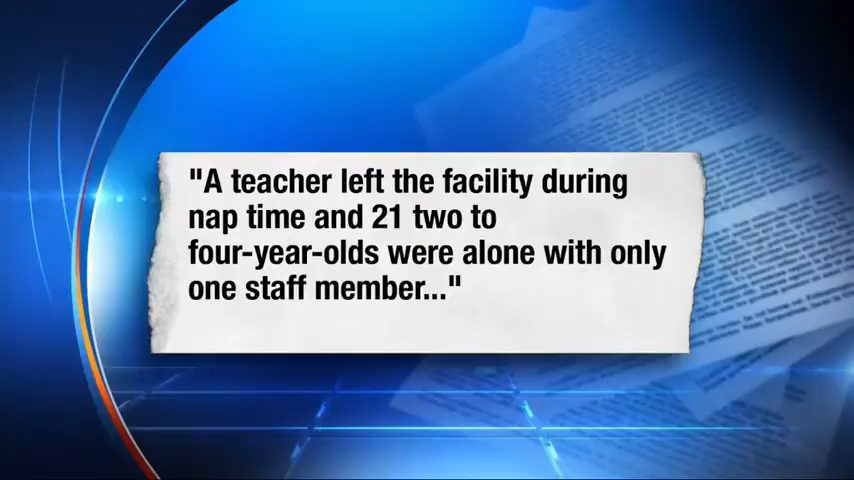 "A teacher left the facility during
nap time and 21 two to
four-year-olds were alone with only
one staff member..."